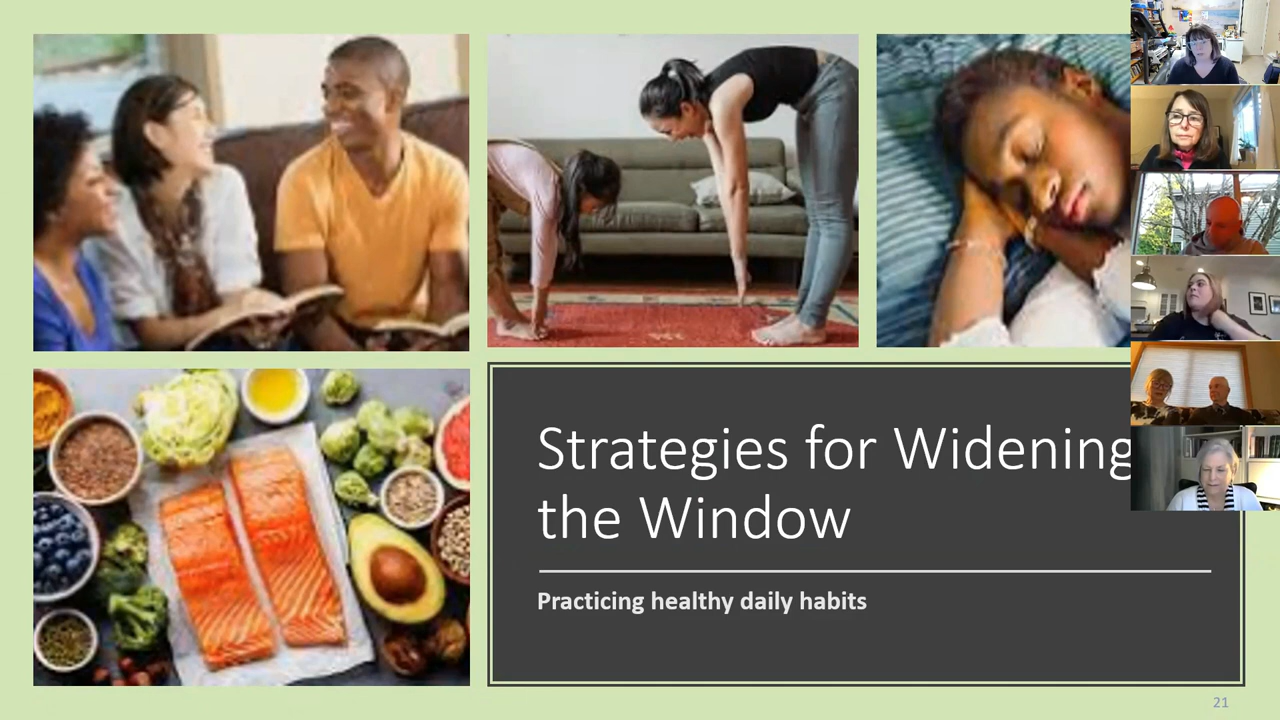 Strategies for Widening
the Window
Practicing healthy daily habits
21